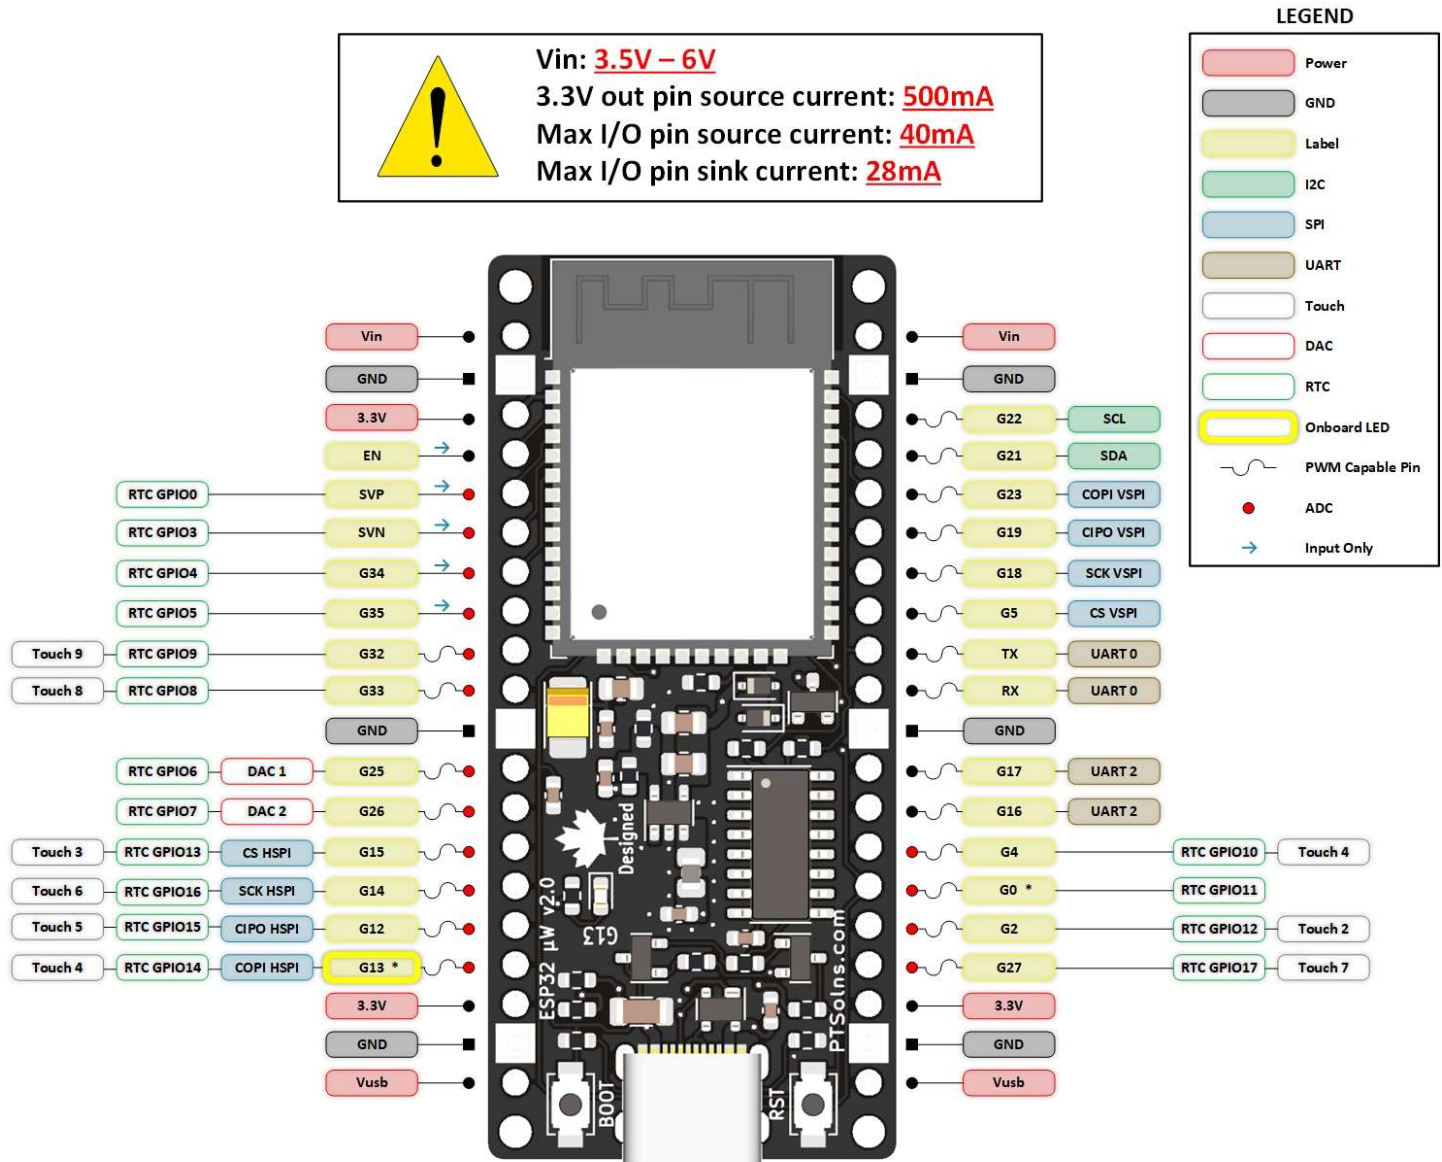 LEGEND
Vin: 3.5V – 6V
3.3V out pin source current: 500mA
Max I/O pin source current: 40mA
Max I/O pin sink current: 28mA
Power
GND
Label
I2C
SPI
UART
Touch
DAC
RTC
Onboard LED
PWM Capable Pin
ADC
Input Only
Vin
GND
3.3V
EN
RTC GPIO0 SVP
RTC GPIO3 SVN
RTC GPIO4 G34
RTC GPIO5 G35
Touch 9 RTC GPIO9 G32
Touch 8 RTC GPIO8 G33
GND
RTC GPIO6 DAC 1 G25
RTC GPIO7 DAC 2 G26
Touch 3 RTC GPIO13 CS HSPI G15
Touch 6 RTC GPIO16 SCK HSPI G14
Touch 5 RTC GPIO15 CIPO HSPI G12
Touch 4 RTC GPIO14 COPI HSPI G13 *
3.3V
GND
Vusb
Designed
ESP32 µW v2.0
G13
PTSolns.com
BOOT
RST
Vin
GND
G22 SCL
G21 SDA
G23 COPI VSPI
G19 CIPO VSPI
G18 SCK VSPI
G5 CS VSPI
TX UART 0
RX UART 0
GND
G17 UART 2
G16 UART 2
G4 RTC GPIO10 Touch 4
G0 * RTC GPIO11
G2 RTC GPIO12 Touch 2
G27 RTC GPIO17 Touch 7
3.3V
GND
Vusb